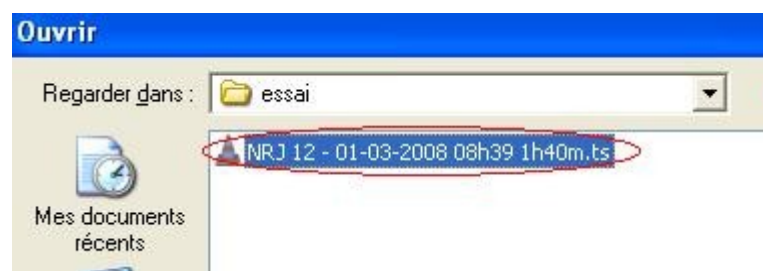 Ouvrir
Regarder dans :
essai
NRJ 12 - 01-03-2008 08h39 1h40m.ts
Mes documents
récents